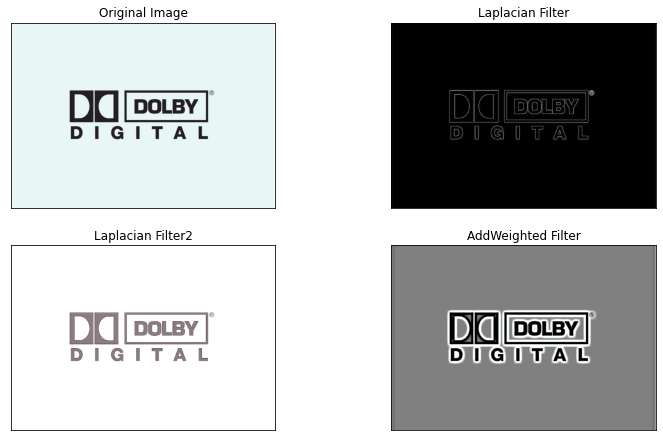 Original Image
DOLBY®
DIGITAL
Laplacian Filter
DOLBY®
DIGITAL
Laplacian Filter2
DOLBY®
DIGITAL
AddWeighted Filter
DOLBY®
DIGITAL